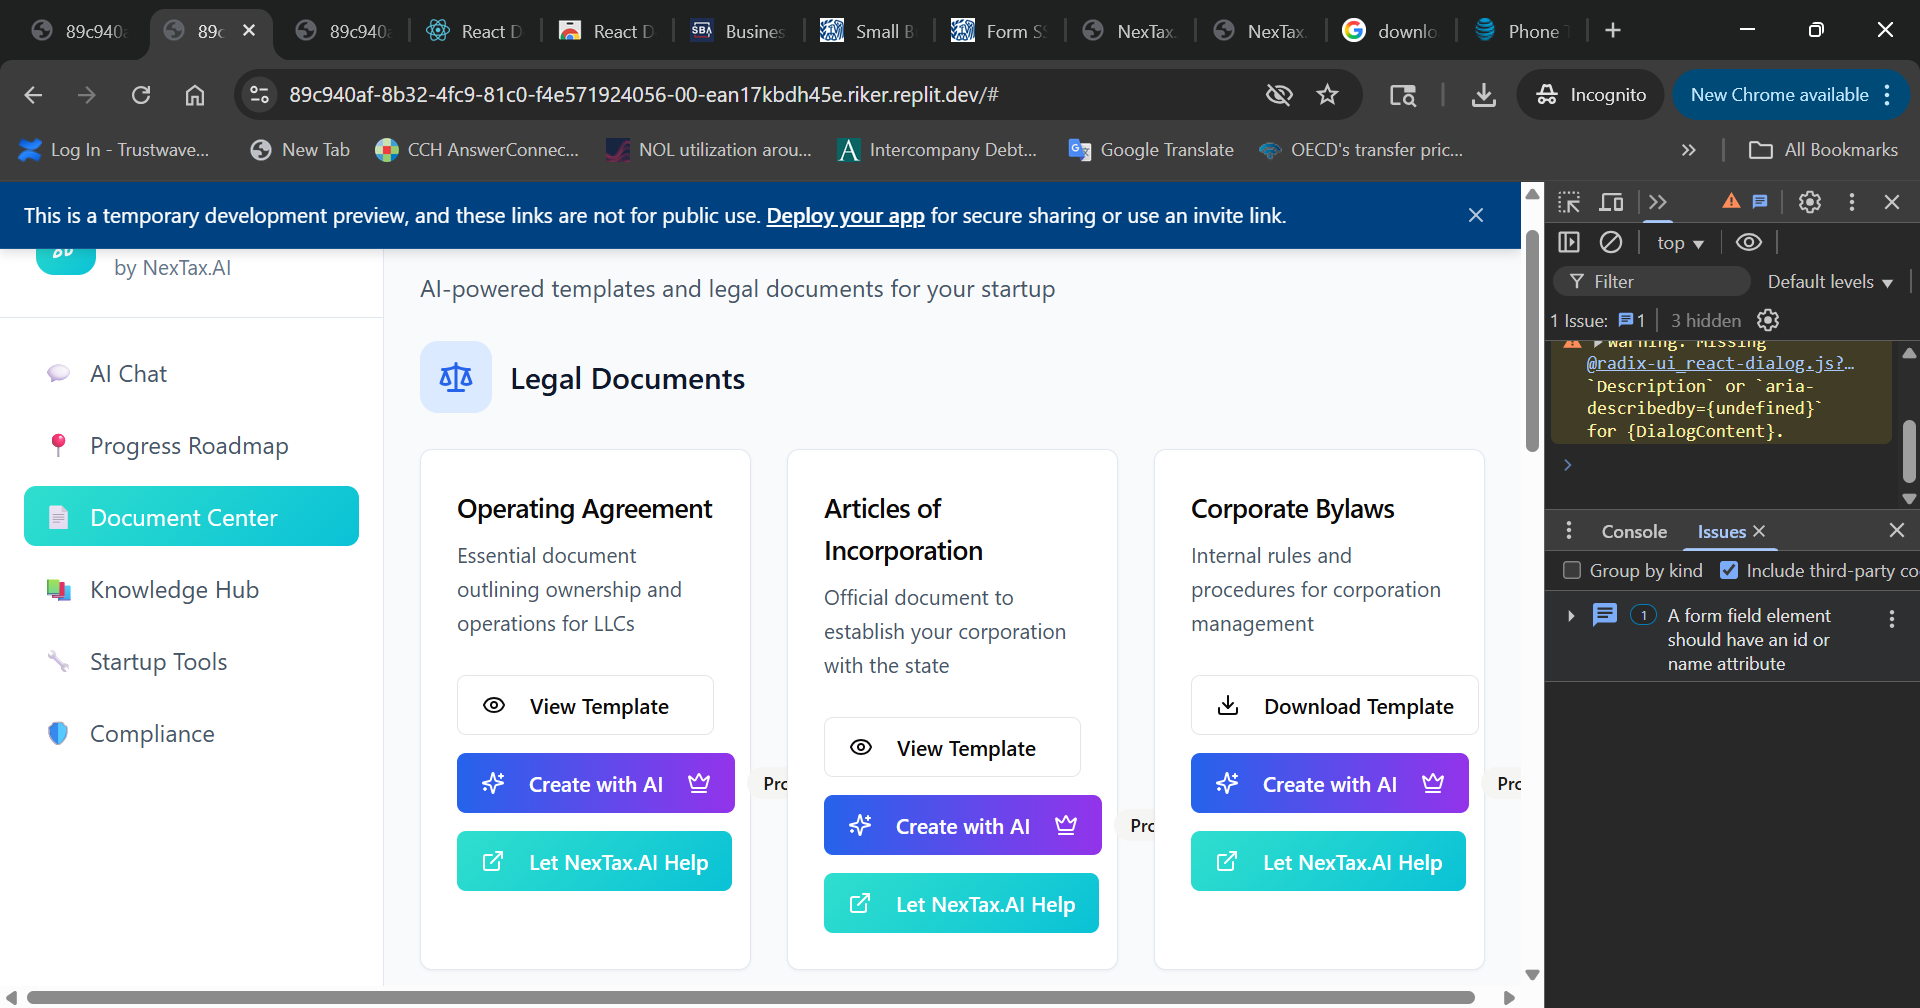 89c940
89c
89c940
React D
React D
Business
Small B
Form S
NexTax.
NexTax.
downlo
Phone T
89c940af-8b32-4fc9-81c0-f4e571924056-00-ean17kbdh45e.riker.replit.dev/#
Incognito
New Chrome available
Log In - Trustwave...
New Tab
CCH AnswerConnec...
NOL utilization arou...
Intercompany Debt...
Google Translate
OECD's transfer pric...
All Bookmarks
This is a temporary development preview, and these links are not for public use. Deploy your app for secure sharing or use an invite link.
by NexTax.AI
AI Chat
Progress Roadmap
Document Center
Knowledge Hub
Startup Tools
Compliance
AI-powered templates and legal documents for your startup
Legal Documents
Operating Agreement
Essential document
outlining ownership and
operations for LLCs
View Template
Create with AI
Pro
Let NexTax.AI Help
Articles of
Incorporation
Official document to
establish your corporation
with the state
View Template
Create with AI
Pro
Let NexTax.AI Help
Corporate Bylaws
Internal rules and
procedures for corporation
management
Download Template
Create with AI
Pro
Let NexTax.AI Help
top
Filter
Default levels
1 Issue: 1
3 hidden
Warning: Missing
@radix-ui_react-dialog.js?...
`Description` or `aria-
describedby={undefined}`
for {DialogContent}.
Console
Issues
Group by kind
Include third-party co
1
A form field element
should have an id or
name attribute